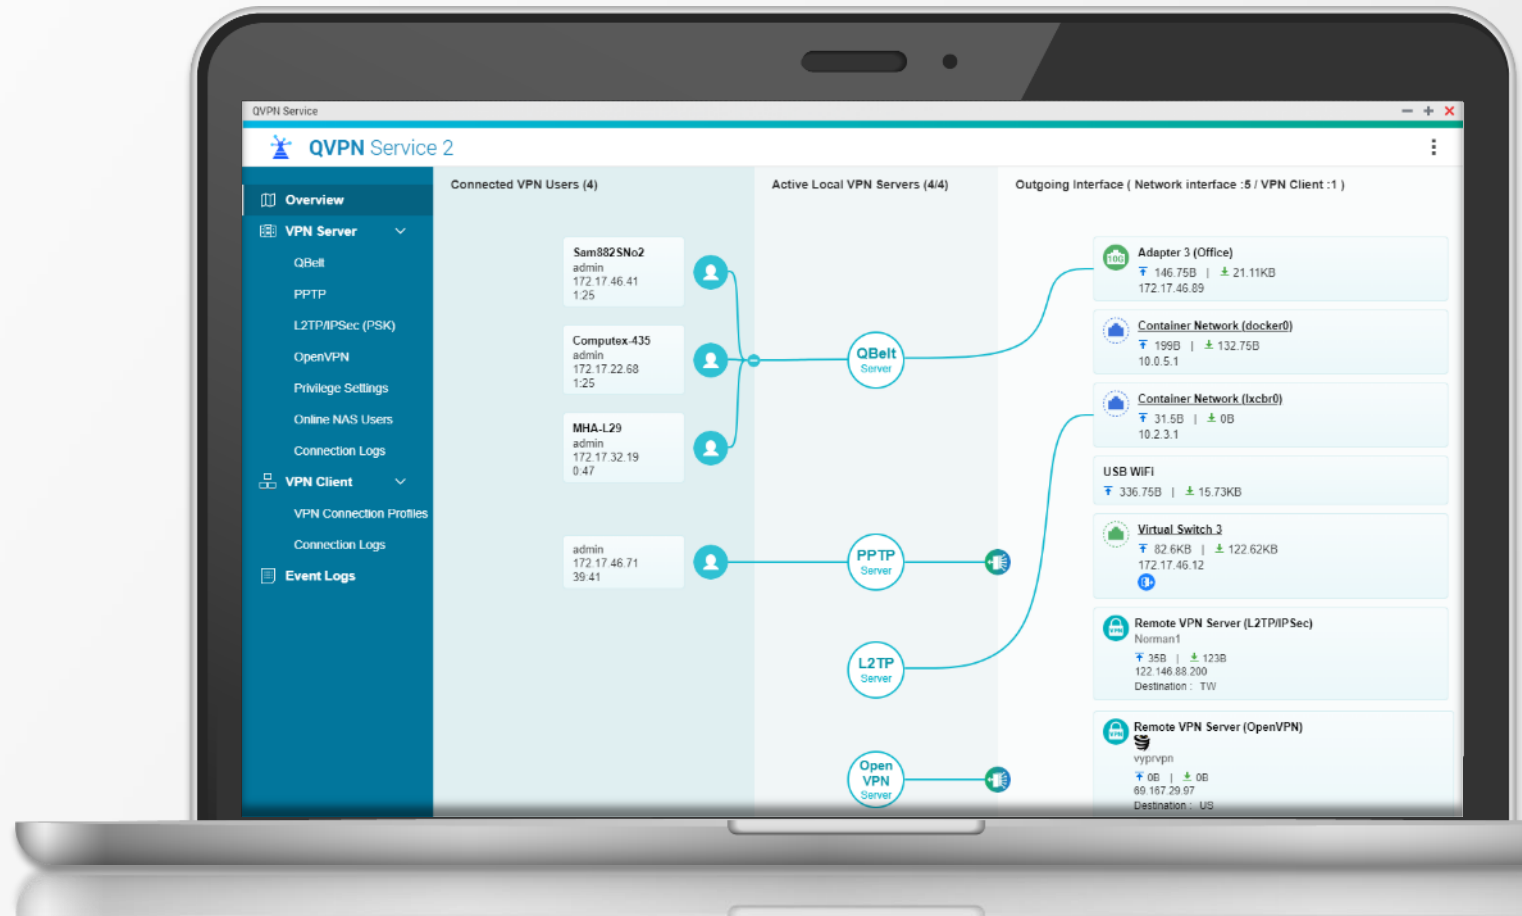 QVPN Service
QVPN Service 2
Overview
VPN Server
QBelt
PPTP
L2TP/IPSec (PSK)
OpenVPN
Privilege Settings
Online NAS Users
Connection Logs
VPN Client
VPN Connection Profiles
Connection Logs
Event Logs
Connected VPN Users (4)
Sam882SNo2
admin
172.17.46.41
1:25
Computex-435
admin
172.17.22.68
1:25
MHA-L29
admin
172.17.32.19
0:47
admin
172.17.46.71
39:41
Active Local VPN Servers (4/4)
QBelt
Server
PPTP
Server
L2TP
Server
Open
VPN
Server
Outgoing Interface ( Network interface :5 / VPN Client :1 )
10G
Adapter 3 (Office)
146.75B | 21.11KB
172.17.46.89
Container Network (docker0)
199B | 132.75B
10.0.5.1
Container Network (lxcbr0)
31.5B | 0B
10.2.3.1
USB WiFi
336.75B | 15.73KB
Virtual Switch 3
82.6KB | 122.62KB
172.17.46.12
VPN
Remote VPN Server (L2TP/IPSec)
Norman1
35B | 123B
122.146.88.200
Destination : TW
VPN
Remote VPN Server (OpenVPN)
vyprvpn
0B | 0B
69.167.29.97
Destination : US